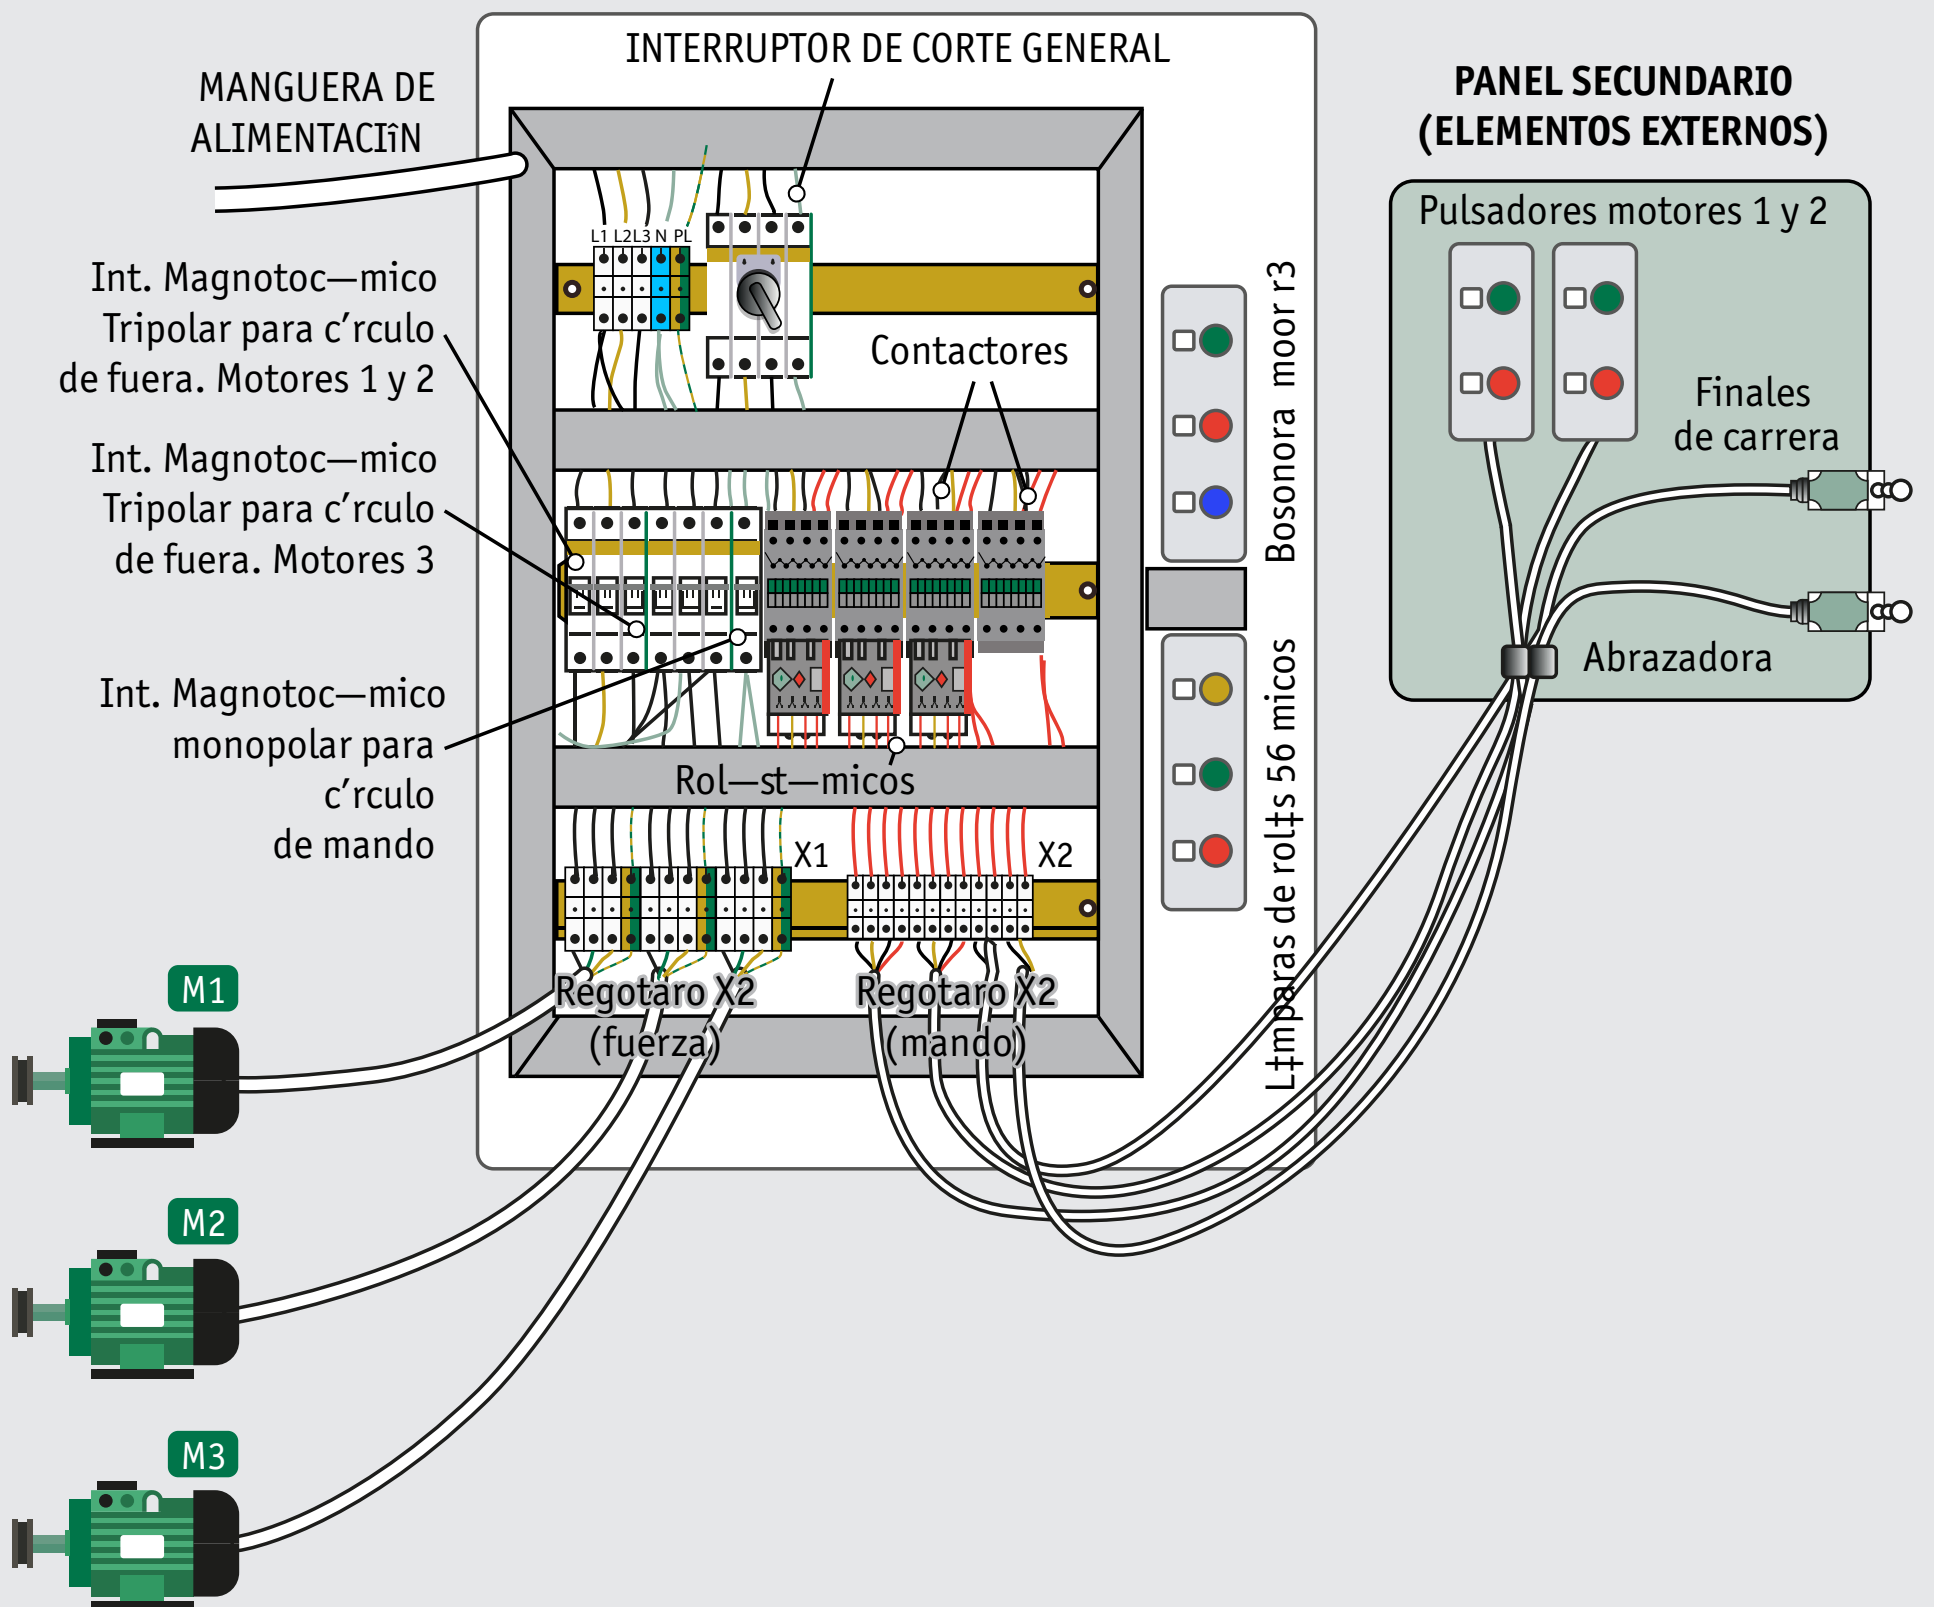 INTERRUPTOR DE CORTE GENERAL
MANGUERA DE
ALIMENTACIîN
PANEL SECUNDARIO
(ELEMENTOS EXTERNOS)
Pulsadores motores 1 y 2
L1 L2 L3 N PL
Int. Magnotoc—mico
Tripolar para c′rculo
de fuera. Motores 1 y 2
Contactores
Bosonora moor r3
Finales
de carrera
Int. Magnotoc—mico
Tripolar para c′rculo
de fuera. Motores 3
Abrazadora
Int. Magnotoc—mico
monopolar para
c′rculo
de mando
Rol—st—micos
L‡mparas de rol‡s 56 micos
X1
X2
Regotaro X2
(fuerza)
Regotaro X2
(mando)
M1
M2
M3